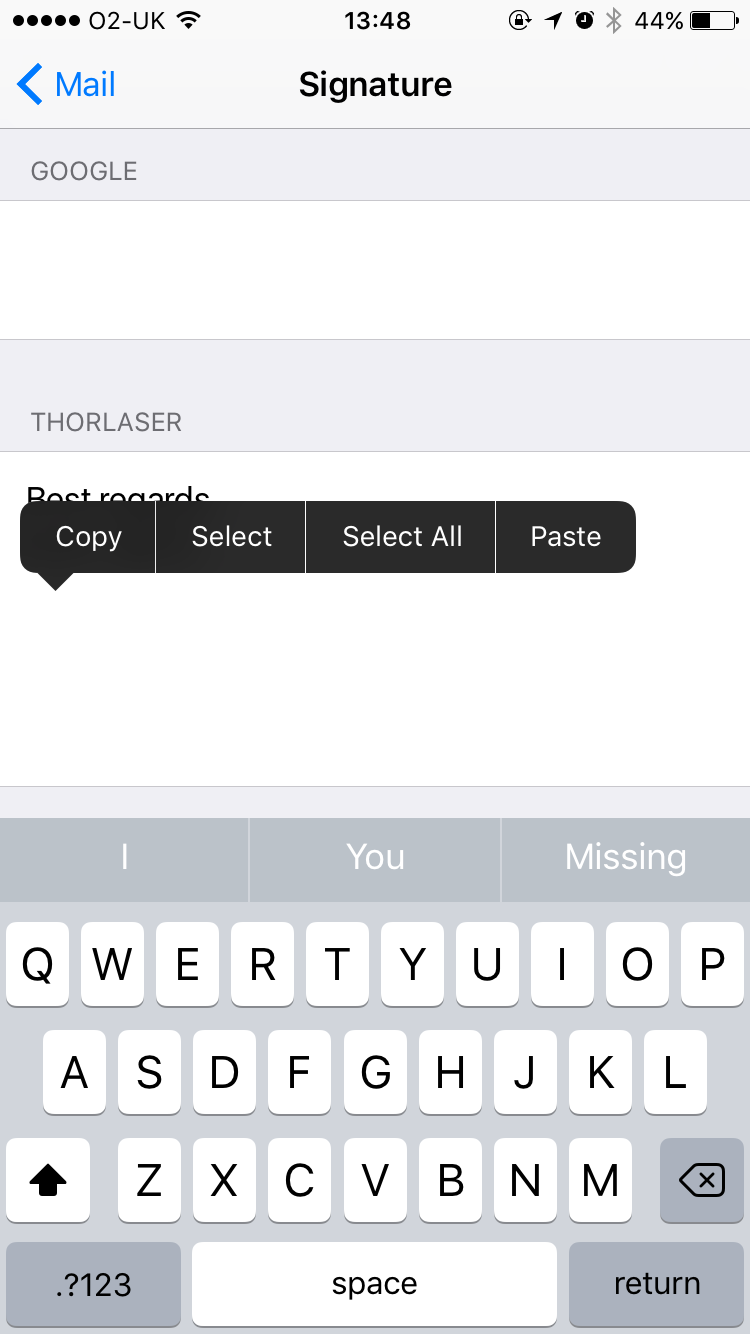 O2-UK 13:48 44%
Mail Signature
GOOGLE
THORLASER
Best regards
Copy Select Select All Paste
I You Missing
Q W E R T Y U I O P
A S D F G H J K L
Z X C V B N M
.?123 space return